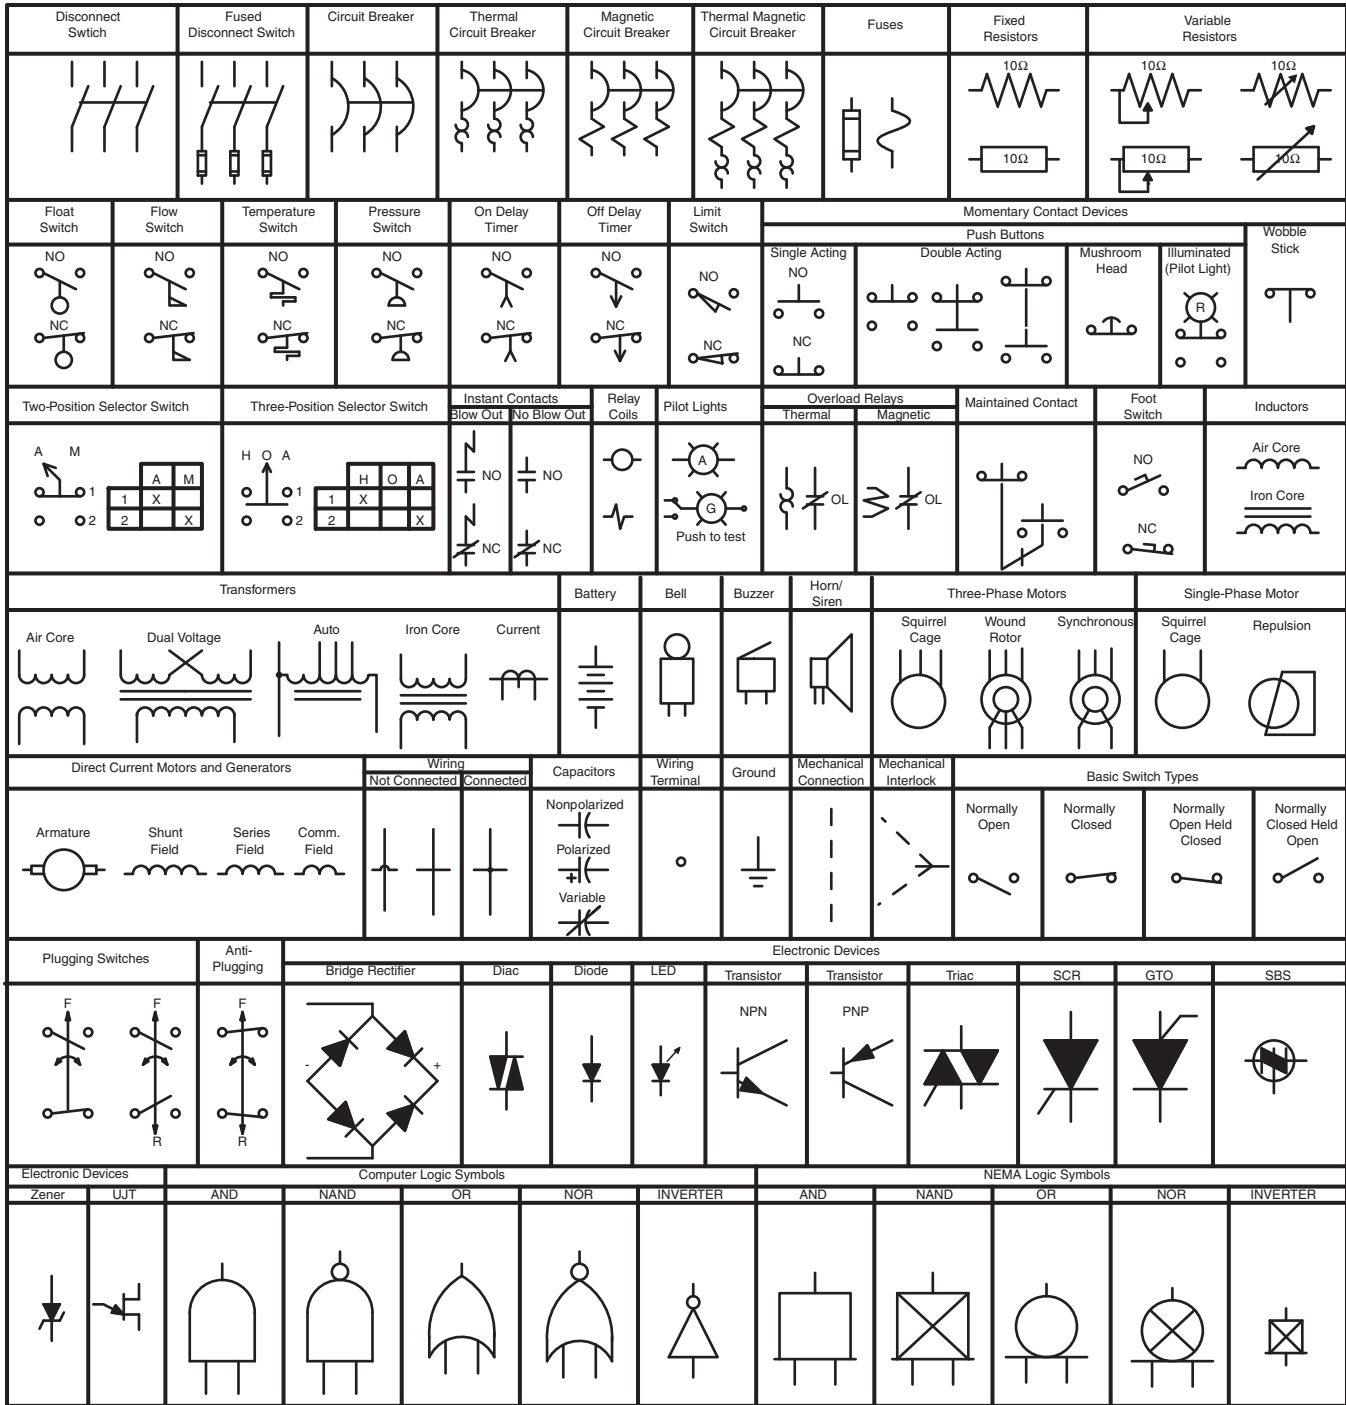 Disconnect
Swtich
Fused
Disconnect Switch
Circuit Breaker
Thermal
Circuit Breaker
Magnetic
Circuit Breaker
Thermal Magnetic
Circuit Breaker
Fuses
Fixed
Resistors
Variable
Resistors
10Ω
10Ω
10Ω
10Ω
10Ω
10Ω
Float
Switch
Flow
Switch
Temperature
Switch
Pressure
Switch
On Delay
Timer
Off Delay
Timer
Limit
Switch
Momentary Contact Devices
Push Buttons
Wobble
Stick
Single Acting
Double Acting
Mushroom
Head
Illuminated
(Pilot Light)
NO
NO
NO
NO
NO
NO
NO
NO
R
NC
NC
NC
NC
NC
NC
NC
NC
Two-Position Selector Switch
Three-Position Selector Switch
Instant Contacts
Blow Out
No Blow Out
Relay
Coils
Pilot Lights
Overload Relays
Thermal
Magnetic
Maintained Contact
Foot
Switch
Inductors
A M
1
2
A M
1 X
2 X
H O A
1
2
H O A
1 X
2 X
NO
NO
NC
NC
A
G
Push to test
OL
OL
NO
NC
Air Core
Iron Core
Transformers
Battery
Bell
Buzzer
Horn/
Siren
Three-Phase Motors
Single-Phase Motor
Air Core
Dual Voltage
Auto
Iron Core
Current
Squirrel
Cage
Wound
Rotor
Synchronous
Squirrel
Cage
Repulsion
Direct Current Motors and Generators
Wiring
Not Connected
Connected
Capacitors
Wiring
Terminal
Ground
Mechanical
Connection
Mechanical
Interlock
Basic Switch Types
Armature
Shunt
Field
Series
Field
Comm.
Field
Nonpolarized
Polarized
+
Variable
Normally
Open
Normally
Closed
Normally
Open Held
Closed
Normally
Closed Held
Open
Plugging Switches
Anti-
Plugging
Electronic Devices
Bridge Rectifier
Diac
Diode
LED
Transistor
Transistor
Triac
SCR
GTO
SBS
F
F
R
F
R
- +
NPN
PNP
Electronic Devices
Computer Logic Symbols
NEMA Logic Symbols
Zener
UJT
AND
NAND
OR
NOR
INVERTER
AND
NAND
OR
NOR
INVERTER